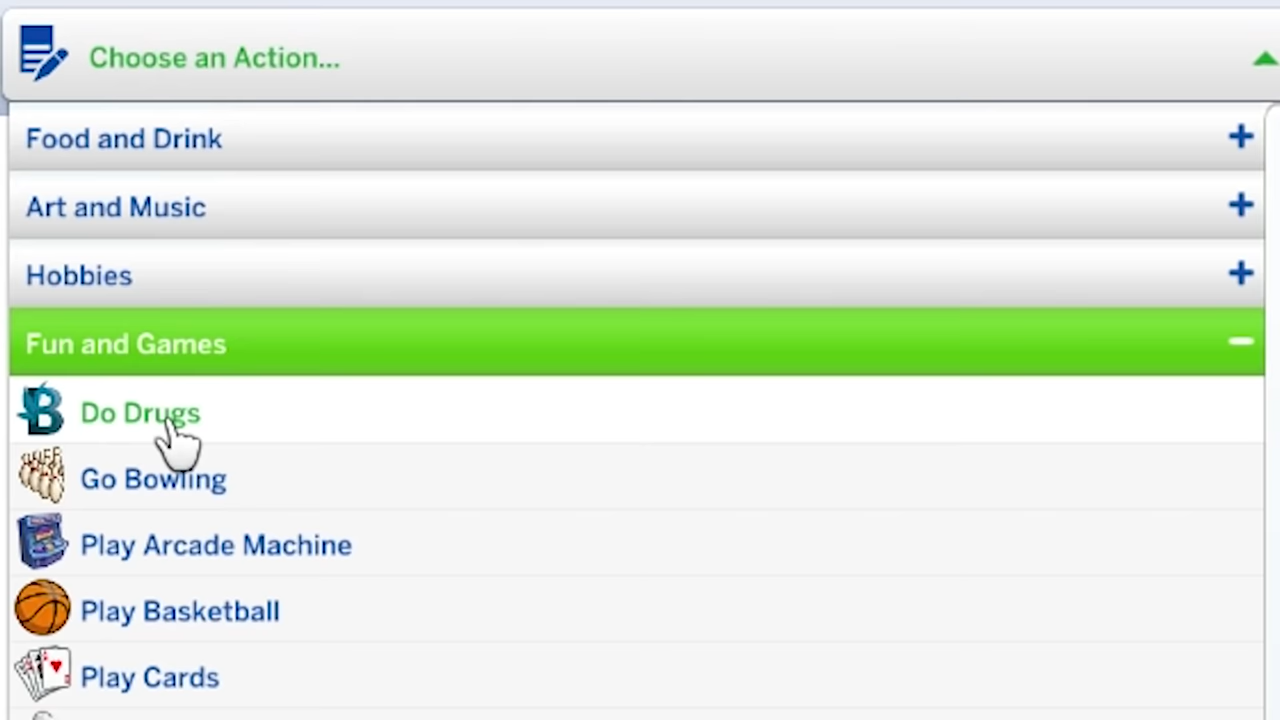 Choose an Action...
Food and Drink
Art and Music
Hobbies
Fun and Games
Do Drugs
Go Bowling
Play Arcade Machine
Play Basketball
Play Cards